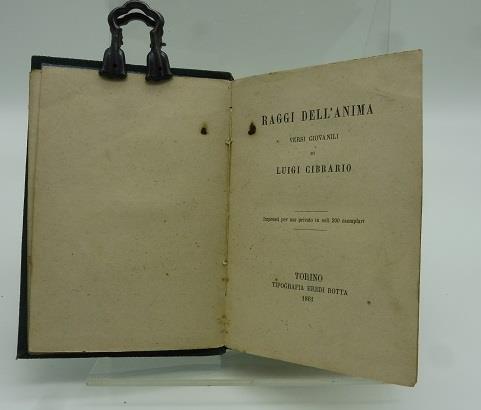 RAGGI DELL'ANIMA
VERSI GIOVANILI
DI
LUIGI CIBRARIO
Impressi per uso privato in soli 200 esemplari
TORINO
TIPOGRAFIA EREDI BOTTA